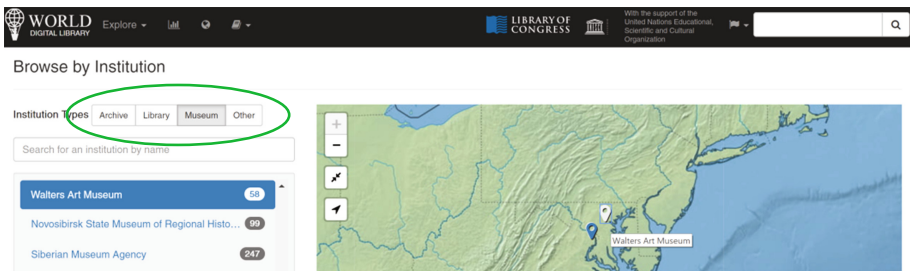 WORLD
DIGITAL LIBRARY
Explore
LIBRARY OF
CONGRESS
With the support of the
United Nations Educational,
Scientific and Cultural
Organization
Browse by Institution
Institution Types Archive Library Museum Other
Search for an institution by name
Walters Art Museum 58
Novosibirsk State Museum of Regional Histo... 99
Siberian Museum Agency 247
+
-
Walters Art Museum